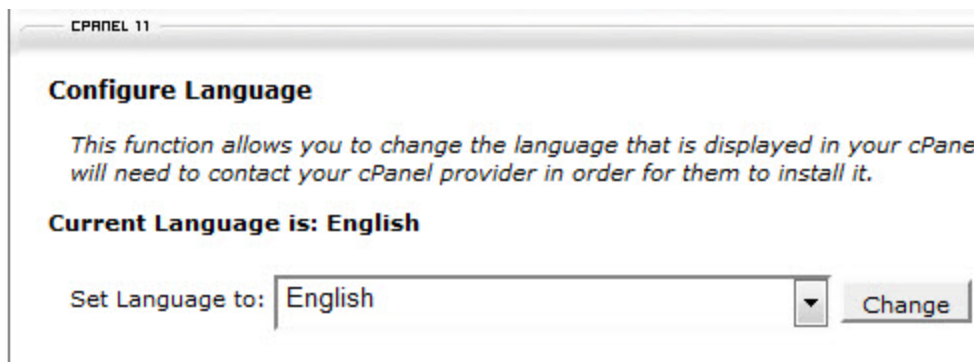 CPANEL 11
Configure Language
This function allows you to change the language that is displayed in your cPane
will need to contact your cPanel provider in order for them to install it.
Current Language is: English
Set Language to: English Change